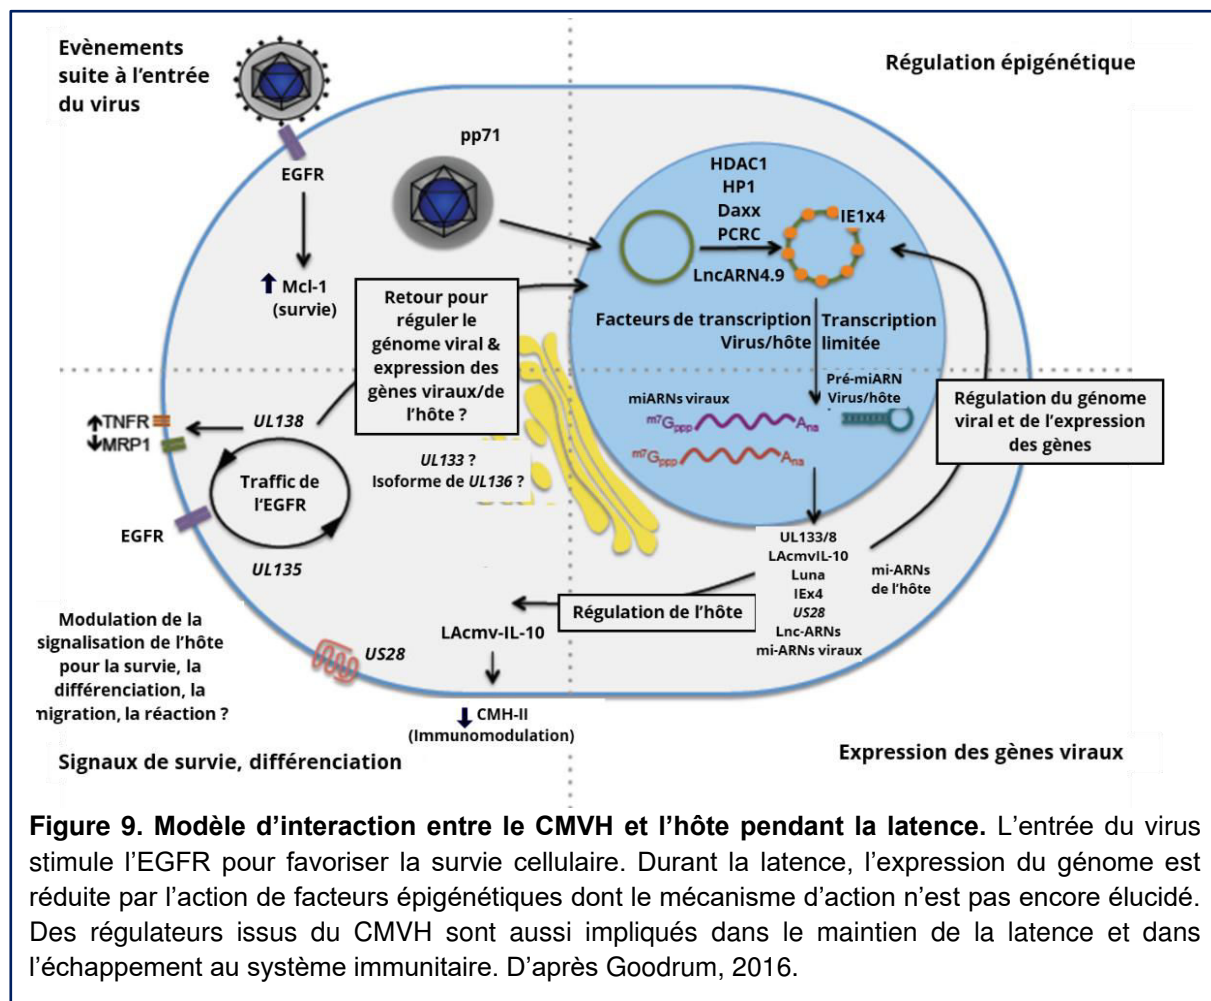 Evènements
suite à l'entrée
du virus
Régulation épigénétique
pp71
EGFR
Mcl-1
(survie)
HDAC1
HP1
Daxx
PCRC
LncARN4.9
IE1x4
Retour pour
réguler le
génome viral &
expression des
gènes viraux/de
l'hôte ?
Facteurs de transcription
Virus/hôte
Transcription
limitée
miARNs viraux
Pré-miARN
Virus/hôte
m7Gppp
Ana
m7Gppp
Ana
Régulation du génome
viral et de l'expression
des gènes
TNFR
MRP1
UL138
Traffic de
l'EGFR
EGFR
UL135
UL133 ?
Isoforme de UL136 ?
UL133/8
LAcmvIL-10
Luna
IEx4
US28
Lnc-ARNs
mi-ARNs viraux
mi-ARNs
de l'hôte
Régulation de l'hôte
LAcmv-IL-10
CMH-II
(Immunomodulation)
US28
Modulation de la
signalisation de l'hôte
pour la survie, la
différenciation, la
migration, la réaction ?
Signaux de survie, différenciation
Expression des gènes viraux
Figure 9. Modèle d'interaction entre le CMVH et l'hôte pendant la latence. L'entrée du virus
stimule l'EGFR pour favoriser la survie cellulaire. Durant la latence, l'expression du génome est
réduite par l'action de facteurs épigénétiques dont le mécanisme d'action n'est pas encore élucidé.
Des régulateurs issus du CMVH sont aussi impliqués dans le maintien de la latence et dans
l'échappement au système immunitaire. D'après Goodrum, 2016.